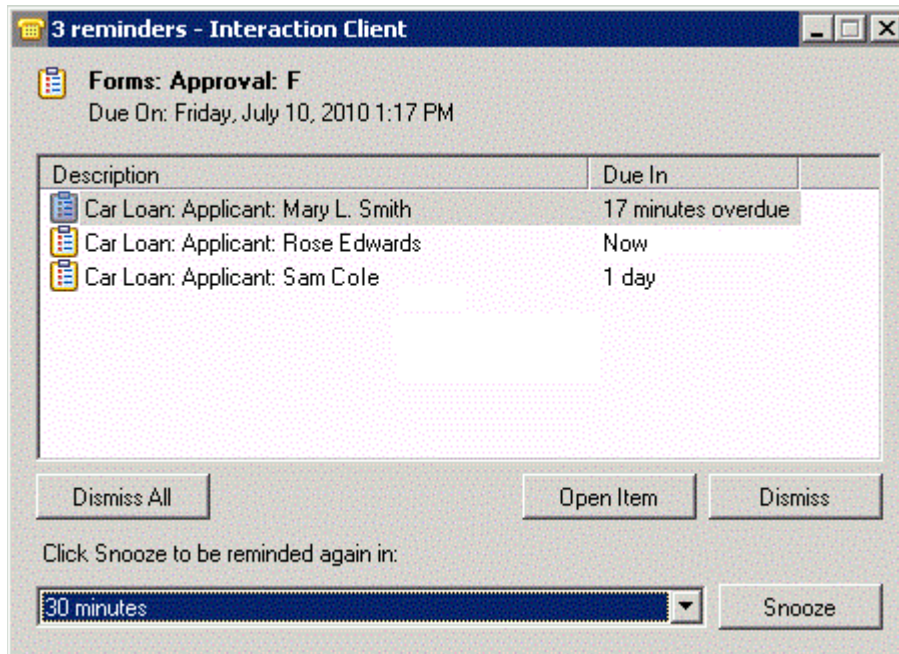 3 reminders - Interaction Client
Forms: Approval: F
Due On: Friday, July 10, 2010 1:17 PM
Description Due In
Car Loan: Applicant: Mary L. Smith 17 minutes overdue
Car Loan: Applicant: Rose Edwards Now
Car Loan: Applicant: Sam Cole 1 day
Dismiss All Open Item Dismiss
Click Snooze to be reminded again in:
30 minutes Snooze